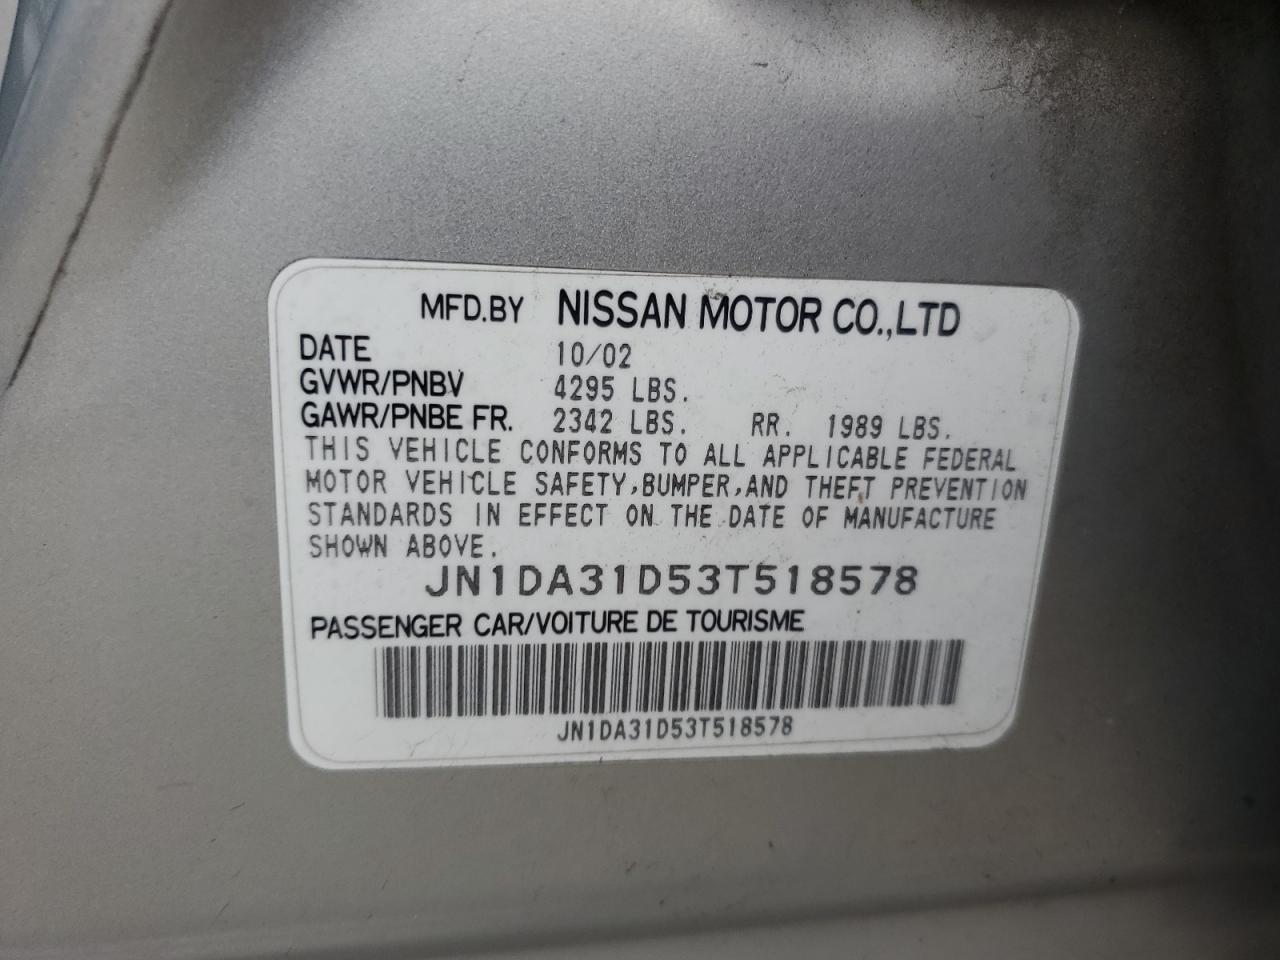 MFD.BY NISSAN MOTOR CO.,LTD
DATE 10/02
GVWR/PNBV 4295 LBS.
GAWR/PNBE FR. 2342 LBS. RR. 1989 LBS.
THIS VEHICLE CONFORMS TO ALL APPLICABLE FEDERAL
MOTOR VEHICLE SAFETY,BUMPER,AND THEFT PREVENTION
STANDARDS IN EFFECT ON THE DATE OF MANUFACTURE
SHOWN ABOVE.
JN1DA31D53T518578
PASSENGER CAR/VOITURE DE TOURISME
JN1DA31D53T518578